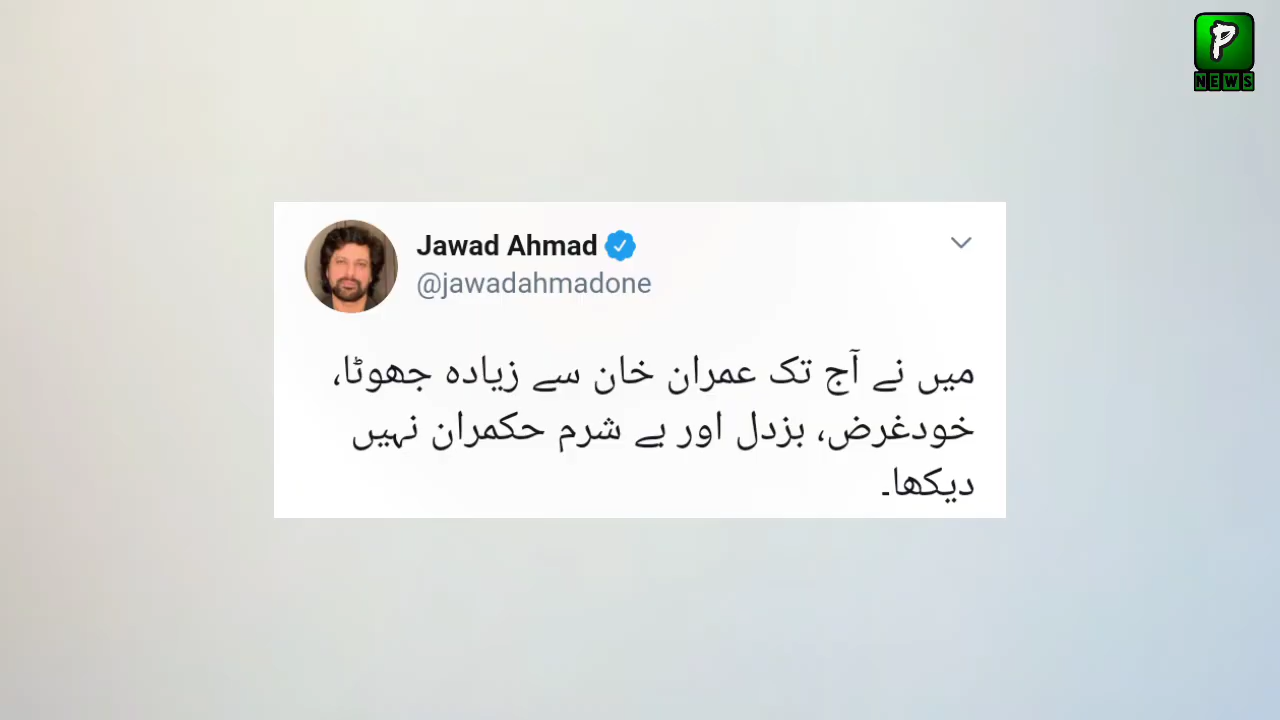 P
NEWS
Jawad Ahmad
@jawadahmadone
میں نے آج تک عمران خان سے زیادہ جھوٹا،
خودغرض، بزدل اور بے شرم حکمران نہیں
دیکھا۔